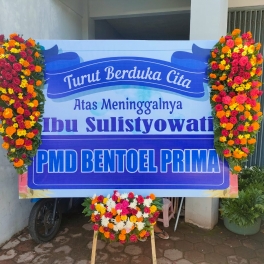 Turut Berduka Cita
Atas Meninggalnya
Ibu Sulistyowati
PMD BENTOEL PRIMA